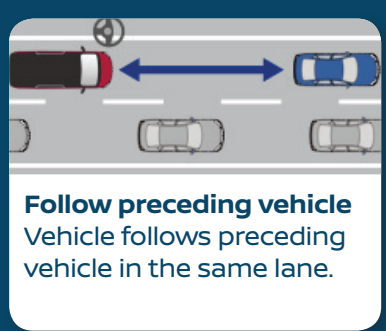 Follow preceding vehicle
Vehicle follows preceding
vehicle in the same lane.